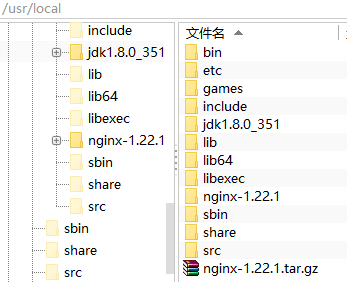 /usr/local
include
jdk1.8.0_351
lib
lib64
libexec
nginx-1.22.1
sbin
share
src
sbin
share
src
文件名
bin
etc
games
include
jdk1.8.0_351
lib
lib64
libexec
nginx-1.22.1
sbin
share
src
nginx-1.22.1.tar.gz